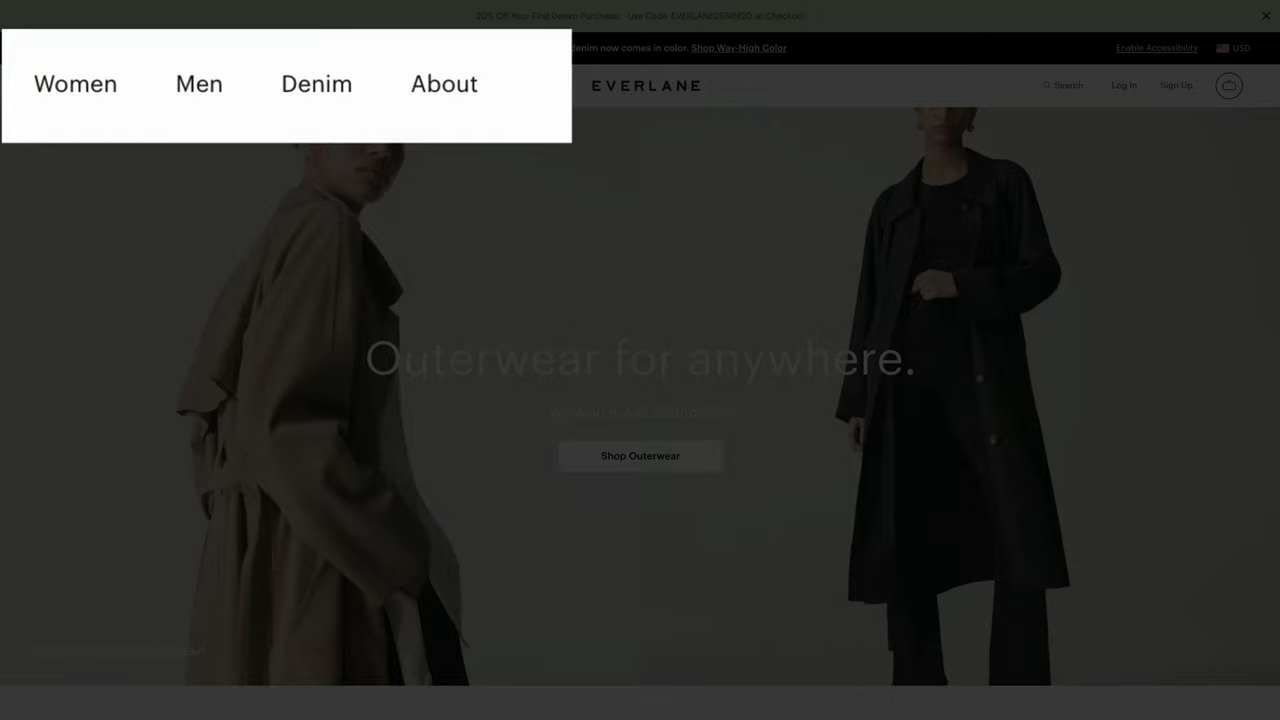 20% Off Your First Denim Purchase. Use Code EVERLANEDENIM20 at Checkout
denim now comes in color. Shop Way-High Color
Enable Accessibility
USD
Women
Men
Denim
About
EVERLANE
Search
Log In
Sign Up
Outerwear for anywhere.
Shop Outerwear